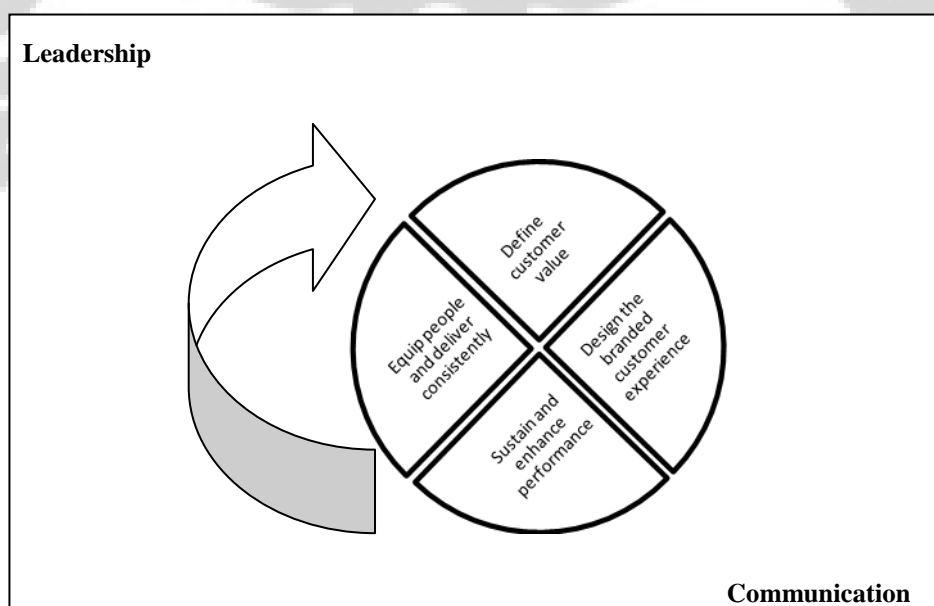 Leadership
Define
customer
value
Equip people
and deliver
consistently
Design the
branded
customer
experience
Sustain and
enhance
performance
Communication